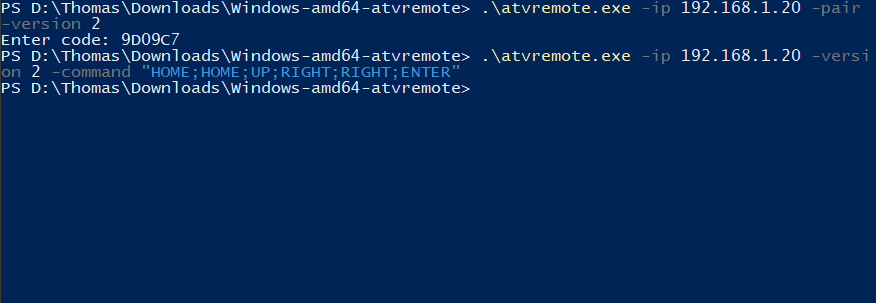 PS D:\Thomas\Downloads\Windows-amd64-atvremote> .\atvremote.exe -ip 192.168.1.20 -pair
-version 2
Enter code: 9D09C7
PS D:\Thomas\Downloads\Windows-amd64-atvremote> .\atvremote.exe -ip 192.168.1.20 -versi
on 2 -command "HOME;HOME;UP;RIGHT;RIGHT;ENTER"
PS D:\Thomas\Downloads\Windows-amd64-atvremote>